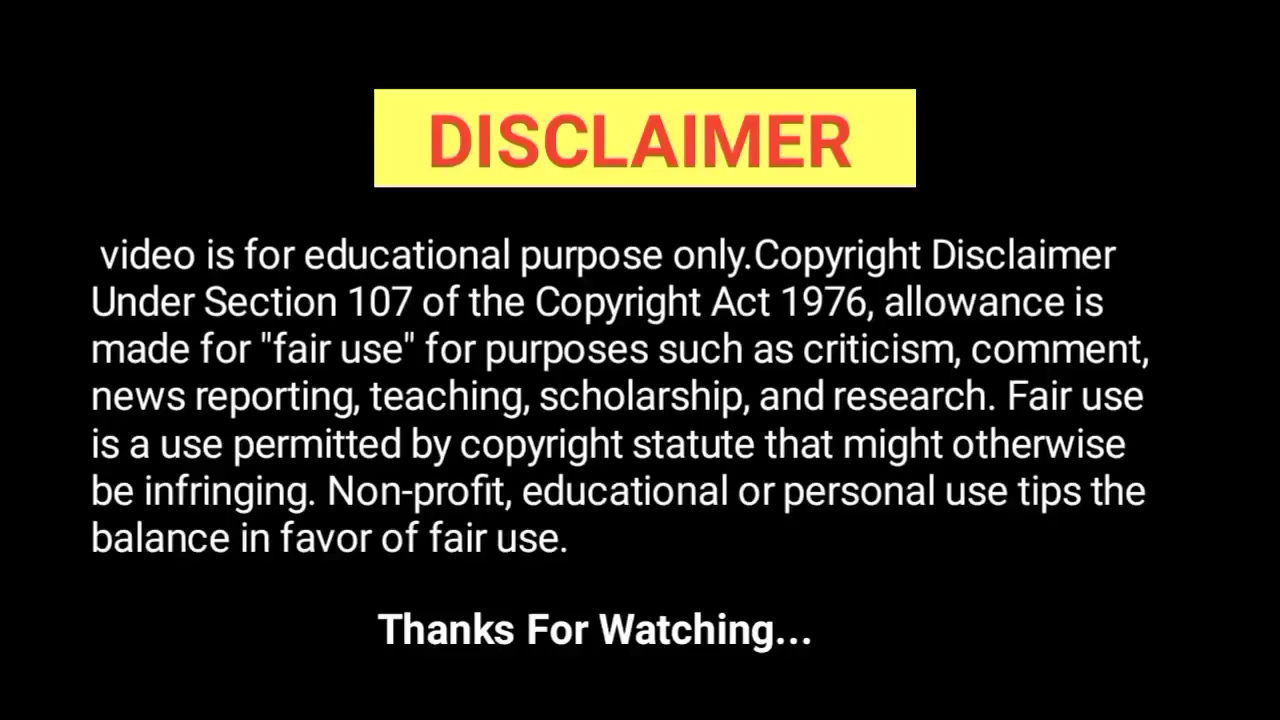 DISCLAIMER
video is for educational purpose only.Copyright Disclaimer
Under Section 107 of the Copyright Act 1976, allowance is
made for "fair use" for purposes such as criticism, comment,
news reporting, teaching, scholarship, and research. Fair use
is a use permitted by copyright statute that might otherwise
be infringing. Non-profit, educational or personal use tips the
balance in favor of fair use.
Thanks For Watching...